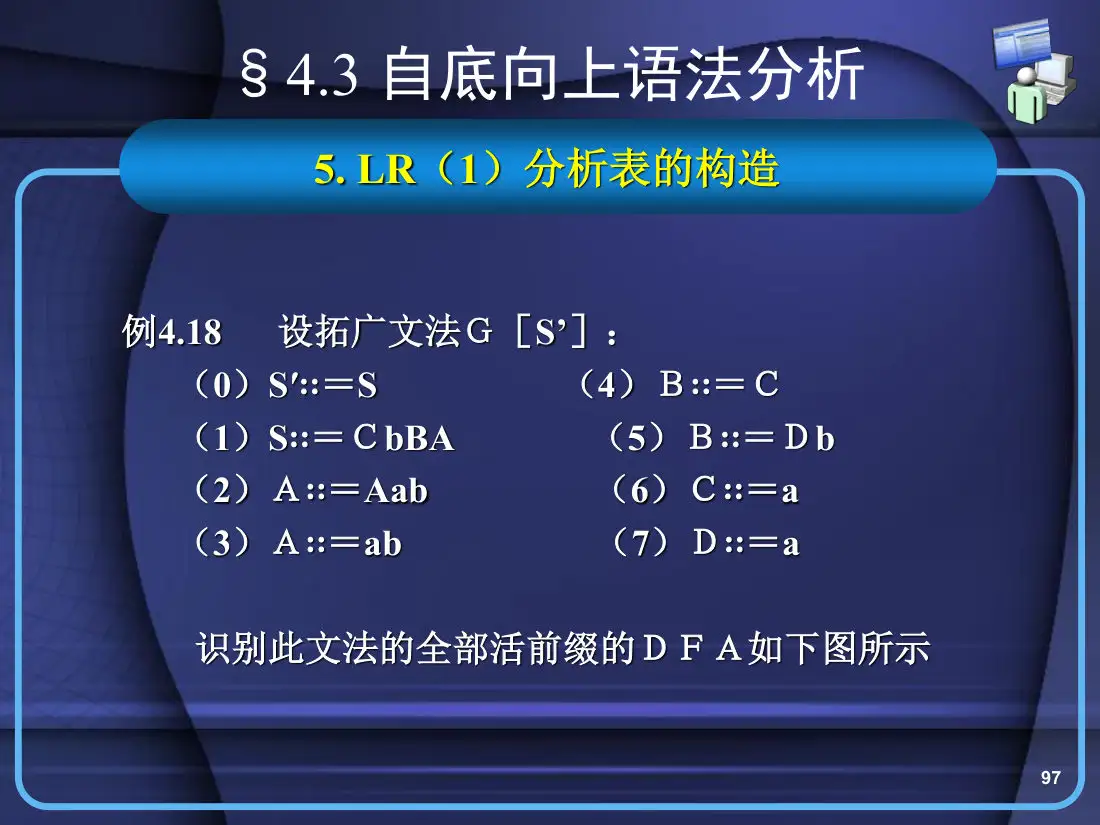 §4.3 自底向上语法分析
5. LR（1）分析表的构造
例4.18 设拓广文法Ｇ［S’］：
（0）S′∷＝S （4）Ｂ∷＝Ｃ
（1）S∷＝ＣbBA （5）Ｂ∷＝Ｄb
（2）Ａ∷＝Aab （6）Ｃ∷＝a
（3）Ａ∷＝ab （7）Ｄ∷＝a
识别此文法的全部活前缀的ＤＦＡ如下图所示
97